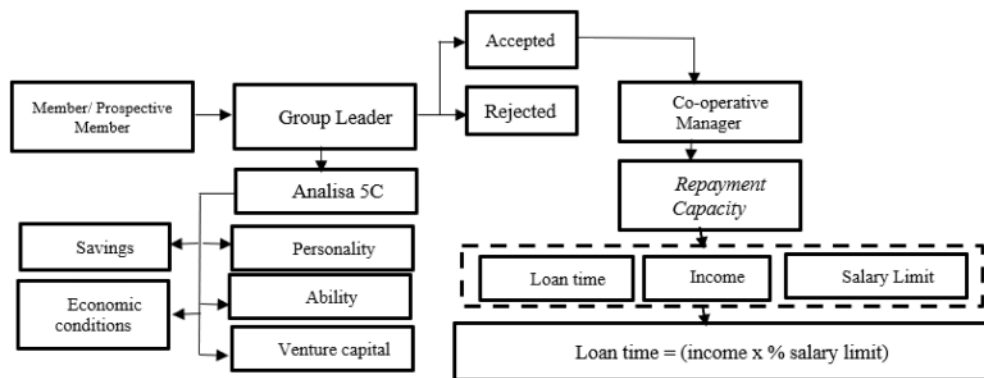 Accepted
Member/ Prospective
Member
Group Leader
Rejected
Co-operative
Manager
Analisa 5C
Repayment
Capacity
Savings
Personality
Loan time
Income
Salary Limit
Economic
conditions
Ability
Venture capital
Loan time = (income x % salary limit)